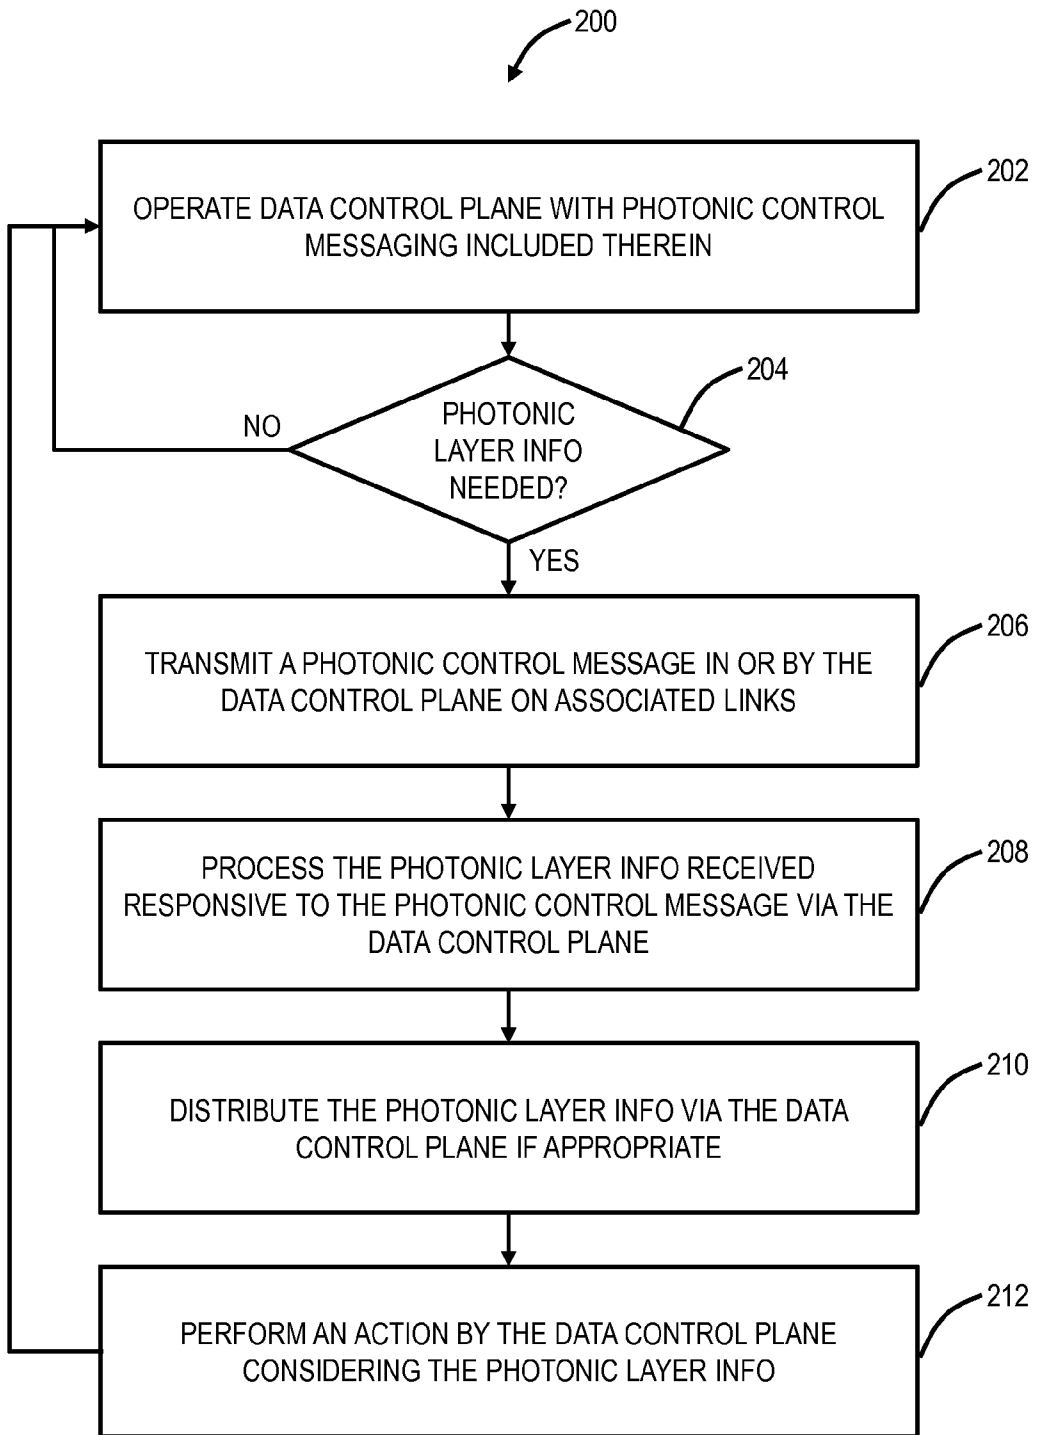 200
202
OPERATE DATA CONTROL PLANE WITH PHOTONIC CONTROL
MESSAGING INCLUDED THEREIN
204
PHOTONIC
LAYER INFO
NEEDED?
NO
YES
206
TRANSMIT A PHOTONIC CONTROL MESSAGE IN OR BY THE
DATA CONTROL PLANE ON ASSOCIATED LINKS
208
PROCESS THE PHOTONIC LAYER INFO RECEIVED
RESPONSIVE TO THE PHOTONIC CONTROL MESSAGE VIA THE
DATA CONTROL PLANE
210
DISTRIBUTE THE PHOTONIC LAYER INFO VIA THE DATA
CONTROL PLANE IF APPROPRIATE
212
PERFORM AN ACTION BY THE DATA CONTROL PLANE
CONSIDERING THE PHOTONIC LAYER INFO